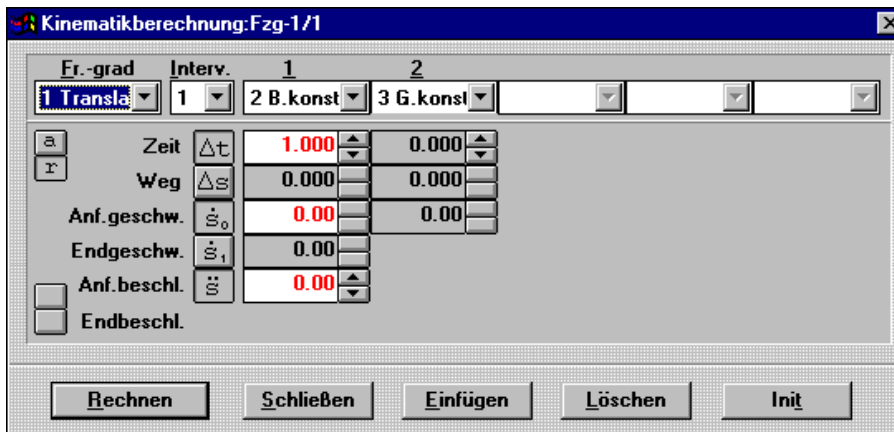 Kinematikberechnung:Fzg-1/1
Fr.-grad Interv. 1 2
1 Transla 1 2 B.konst 3 G.konst
a
Zeit Δt 1.000 0.000
r
Weg Δs 0.000 0.000
Anf.geschw. ṡ₀ 0.00 0.00
Endgeschw. ṡ₁ 0.00
Anf.beschl. s̈ 0.00
Endbeschl.
Rechnen Schließen Einfügen Löschen Init